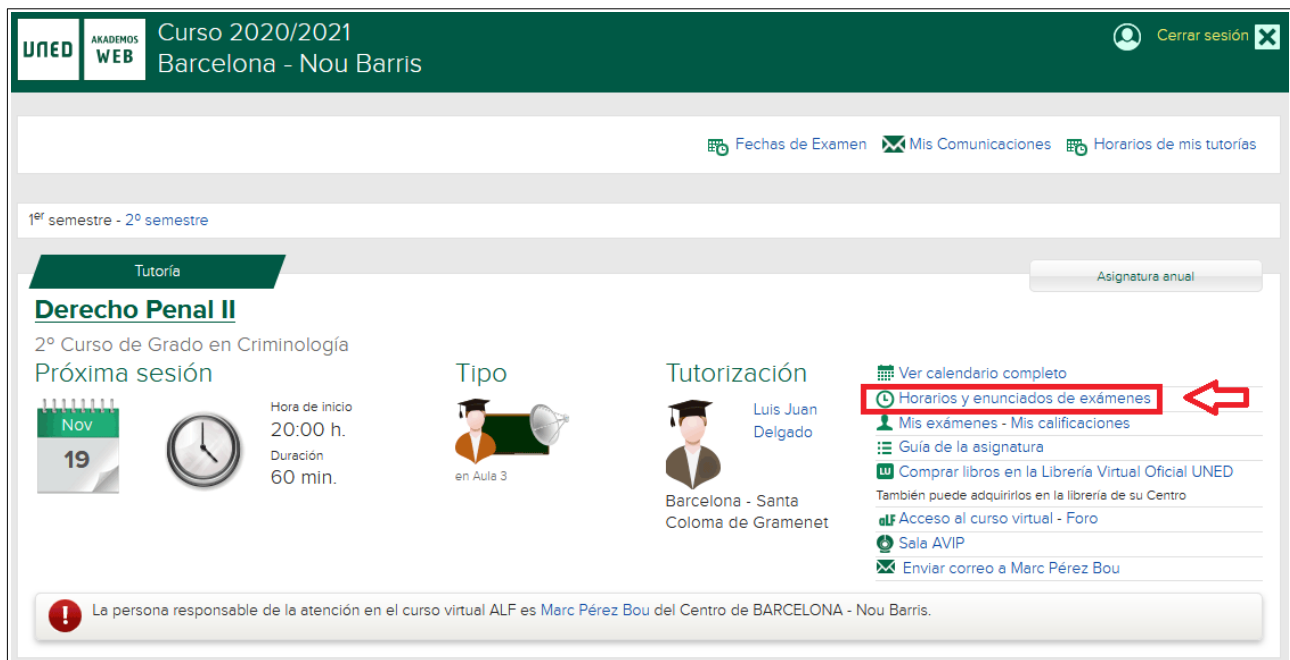 UNED
AKADEMOS
WEB
Curso 2020/2021
Barcelona - Nou Barris
Cerrar sesión
Fechas de Examen Mis Comunicaciones Horarios de mis tutorías
1er semestre - 2º semestre
Tutoría
Asignatura anual
Derecho Penal II
2º Curso de Grado en Criminología
Próxima sesión
Nov
19
Hora de inicio
20:00 h.
Duración
60 min.
Tipo
en Aula 3
Tutorización
Luis Juan
Delgado
Barcelona - Santa
Coloma de Gramenet
Ver calendario completo
Horarios y enunciados de exámenes
Mis exámenes - Mis calificaciones
Guía de la asignatura
LU Comprar libros en la Librería Virtual Oficial UNED
También puede adquirirlos en la librería de su Centro
aLF Acceso al curso virtual - Foro
Sala AVIP
Enviar correo a Marc Pérez Bou
La persona responsable de la atención en el curso virtual ALF es Marc Pérez Bou del Centro de BARCELONA - Nou Barris.